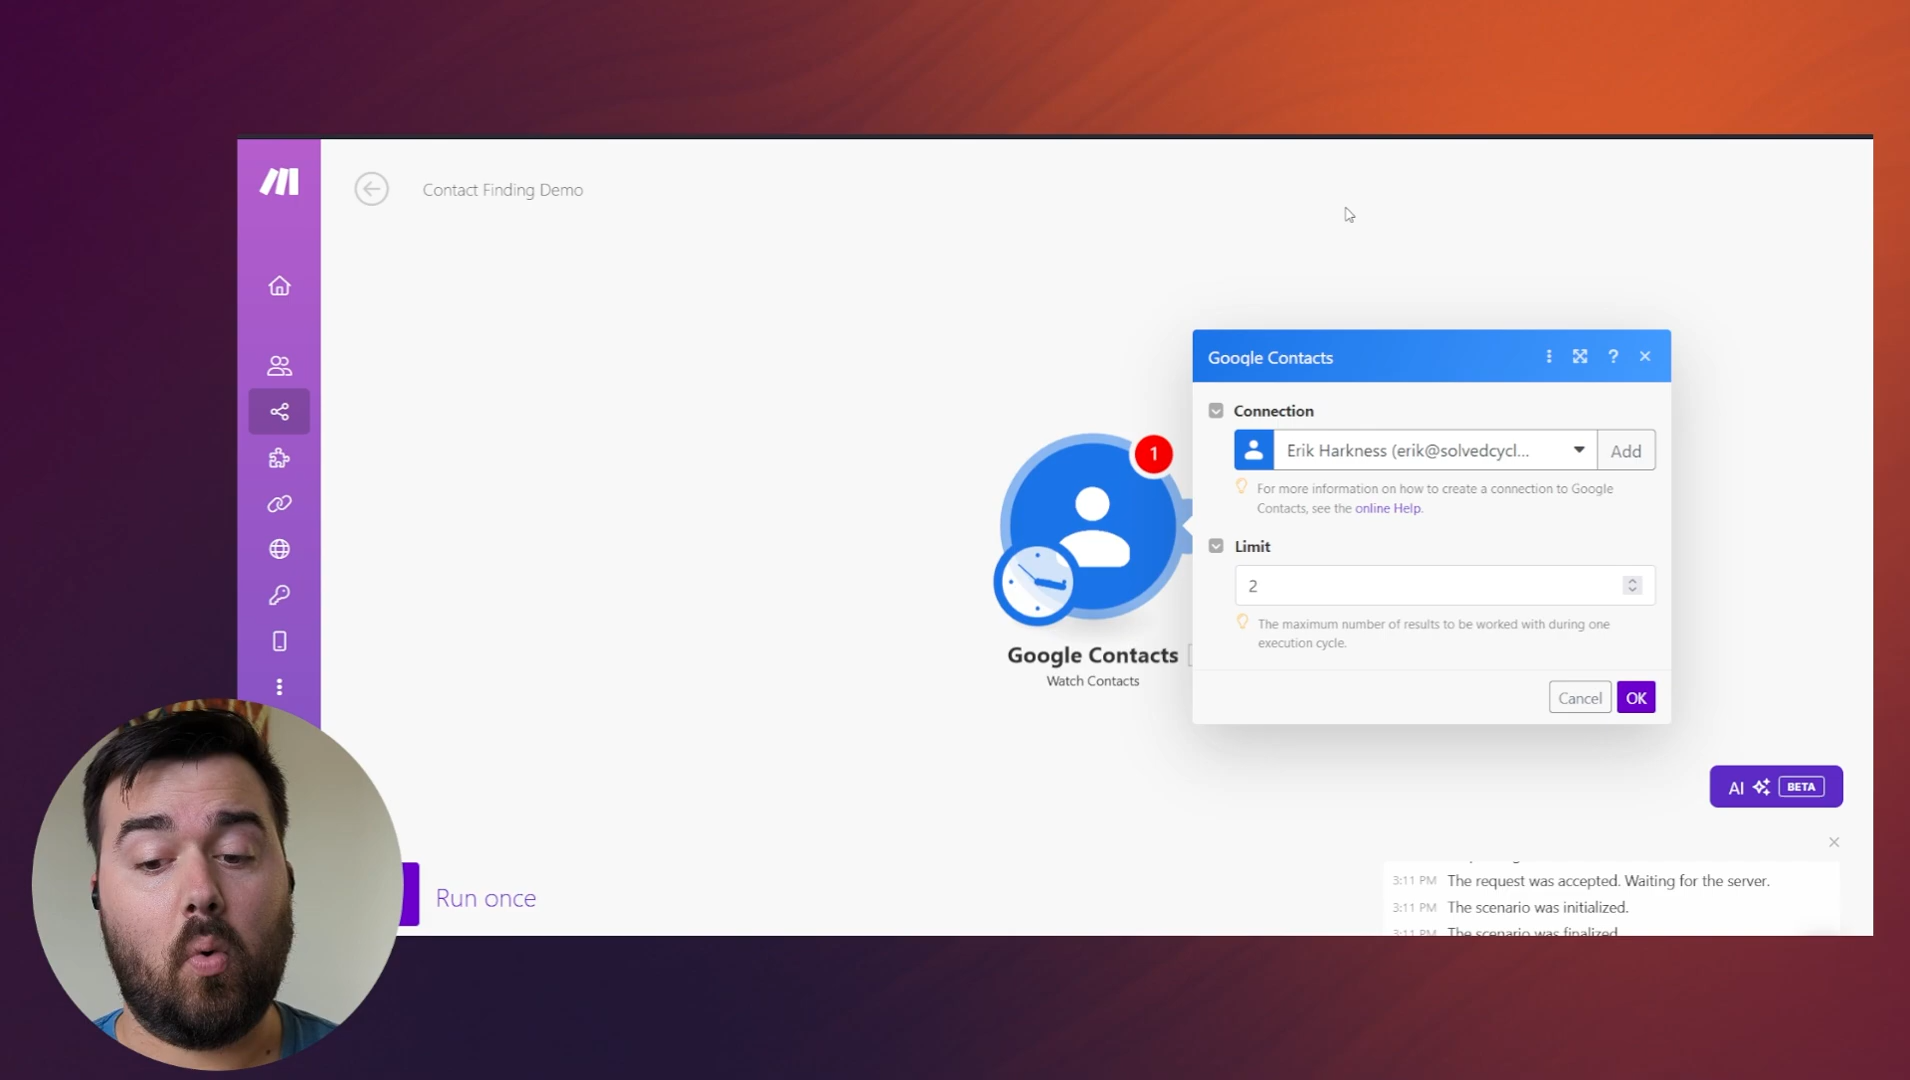 Contact Finding Demo
Google Contacts
?
Connection
Erik Harkness (erik@solvedcycl...
Add
For more information on how to create a connection to Google
Contacts, see the online Help.
Limit
2
The maximum number of results to be worked with during one
execution cycle.
Cancel
OK
1
Google Contacts
Watch Contacts
AI
BETA
Run once
3:11 PM The request was accepted. Waiting for the server.
3:11 PM The scenario was initialized.
3:11 PM The scenario was finalized.